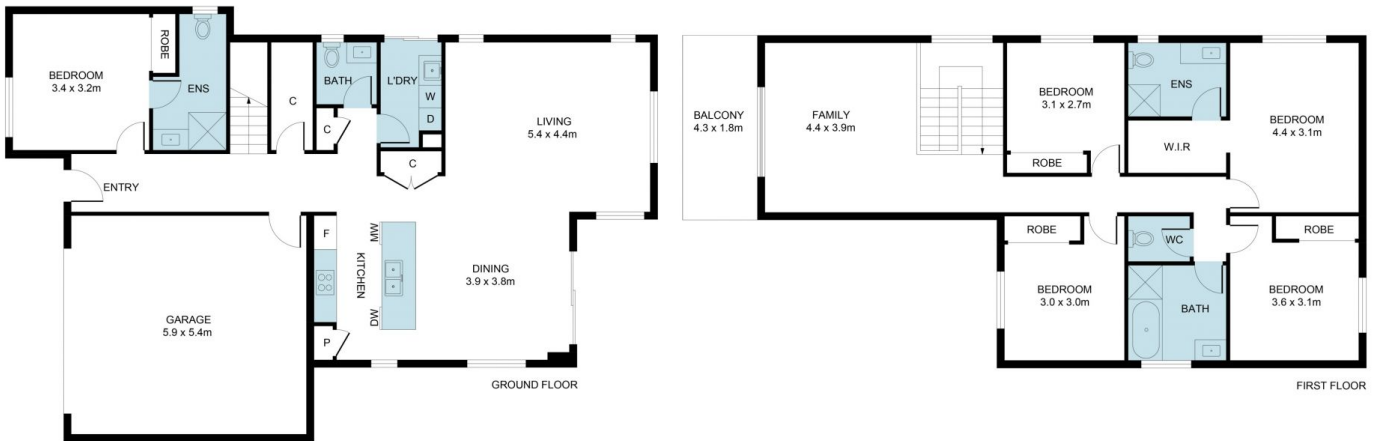 BEDROOM
3.4 x 3.2m
ROBE
ENS
C
BATH
C
L'DRY
W
D
C
LIVING
5.4 x 4.4m
ENTRY
GARAGE
5.9 x 5.4m
F
KITCHEN
MW
DW
P
DINING
3.9 x 3.8m
GROUND FLOOR
BALCONY
4.3 x 1.8m
FAMILY
4.4 x 3.9m
BEDROOM
3.1 x 2.7m
ROBE
ENS
W.I.R
BEDROOM
4.4 x 3.1m
ROBE
BEDROOM
3.0 x 3.0m
WC
BATH
ROBE
BEDROOM
3.6 x 3.1m
FIRST FLOOR